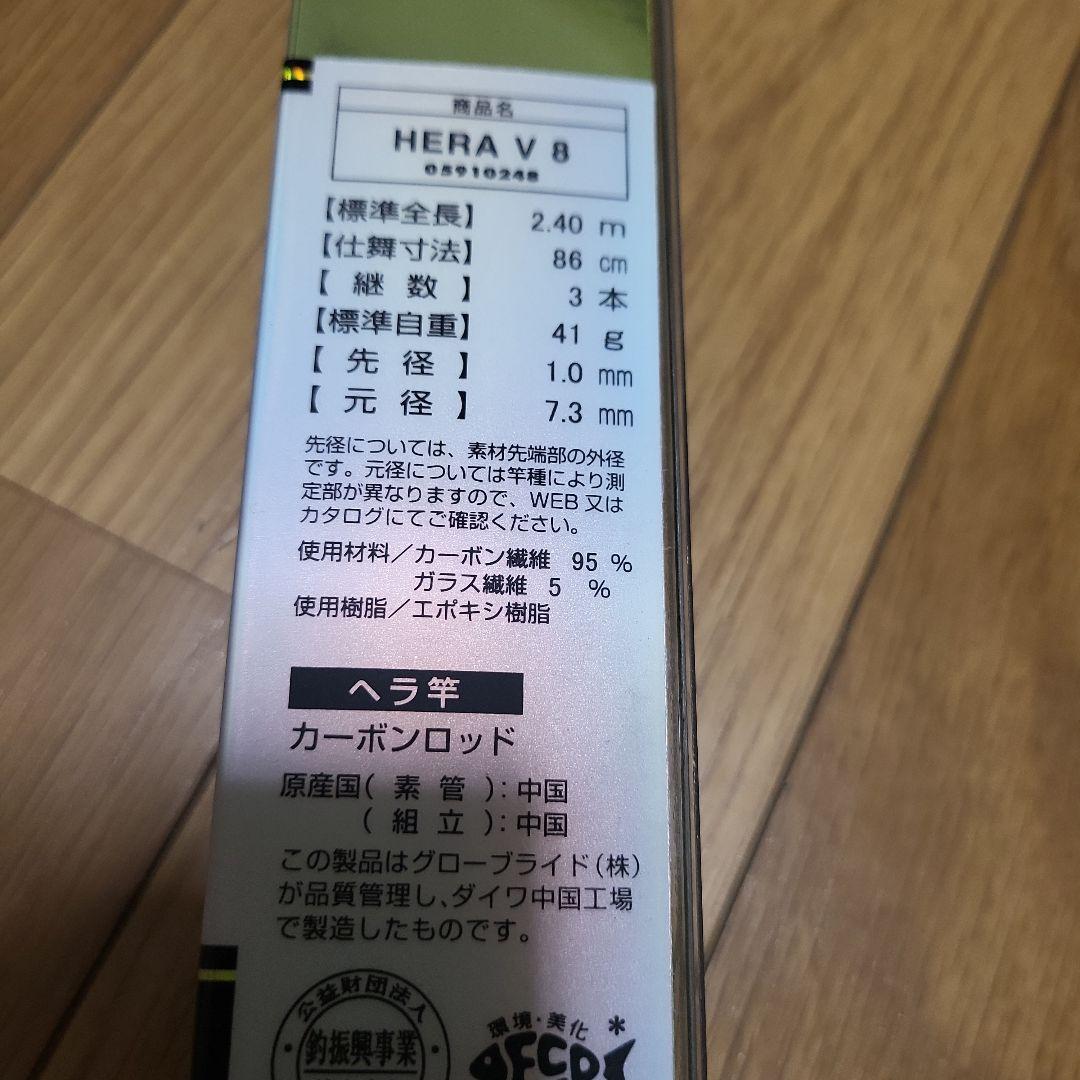 商品名
HERA V 8
05910248
【標準全長】 2.40 m
【仕舞寸法】 86 cm
【継数】 3 本
【標準自重】 41 g
【先径】 1.0 mm
【元径】 7.3 mm
先径については、素材先端部の外径
です。元径については竿種により測
定部が異なりますので、WEB又は
カタログにてご確認ください。
使用材料／カーボン繊維 95 %
ガラス繊維 5 %
使用樹脂／エポキシ樹脂
ヘラ竿
カーボンロッド
原産国(素管):中国
(組立):中国
この製品はグローブライド(株)
が品質管理し、ダイワ中国工場
で製造したものです。
公益財団法人
釣振興事業
環境・美化*